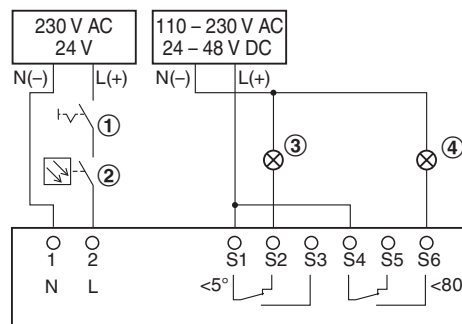 230 V AC
24 V
110 – 230 V AC
24 – 48 V DC
N(–) L(+)
N(–) L(+)
1
2
3
4
1 2 S1 S2 S3 S4 S5 S6
N L <5° <80